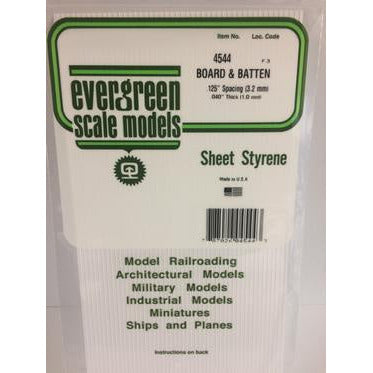 Item No. Loc. Code
4544 F 3
BOARD & BATTEN
.125" Spacing (3.2 mm)
.040" Thick (1.0 mm)
evergreen
scale models
Sheet Styrene
Made in U.S.A
Model Railroading
Architectural Models
Military Models
Industrial Models
Miniatures
Ships and Planes
Instructions on back